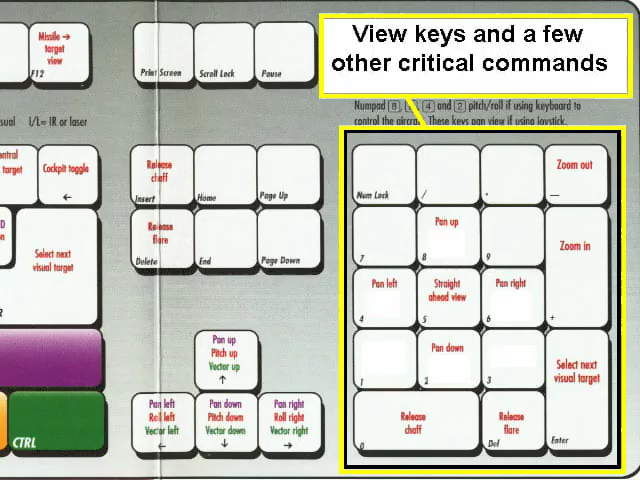 View keys and a few
other critical commands
Missile →
target
view
F12
Print Screen
Scroll Lock
Pause
sual I/L= IR or laser
Numpad 8, 4 and 2 pitch/roll if using keyboard to
control the aircra These keys pan view if using joystick.
ntrol
target
Cockpit toggle
←
Release
chaff
Insert
Home
Page Up
Num Lock
/
Zoom out
—
D
n
Select next
visual target
R
Release
flare
Delete
End
Page Down
7
Pan up
8
9
Zoom in
+
Pan left
4
Straight
ahead view
5
Pan right
6
Pan up
Pitch up
Vector up
↑
1
Pan down
2
3
Select next
visual target
Enter
CTRL
Pan left
Roll left
Vector left
←
Pan down
Pitch down
Vector down
↓
Pan right
Roll right
Vector right
→
Release
chaff
0
Release
flare
Del